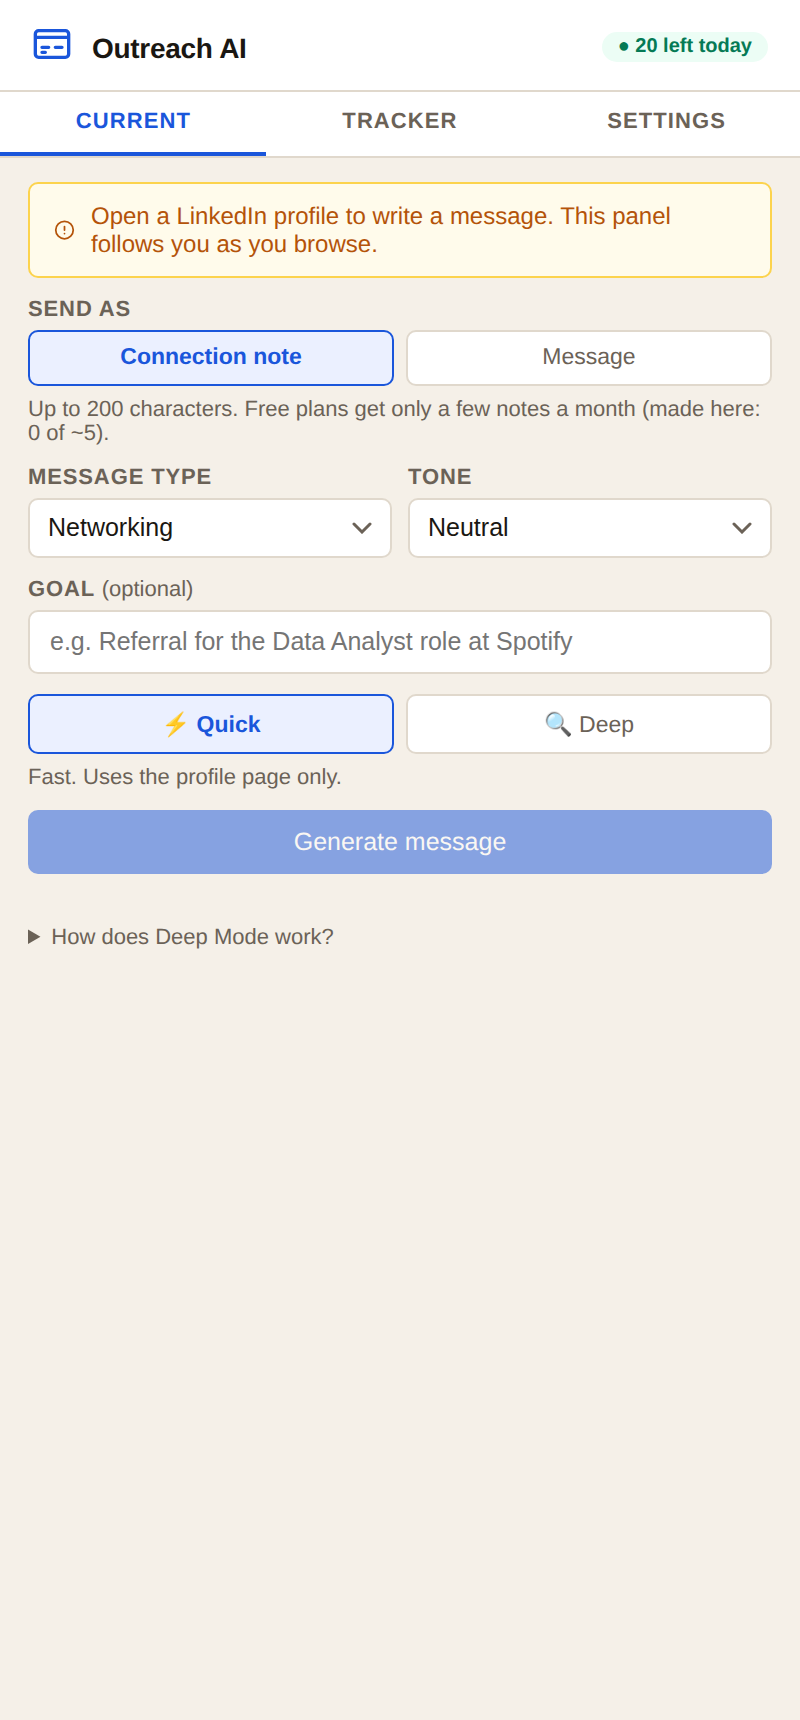 Outreach AI
● 20 left today
CURRENT
TRACKER
SETTINGS
Open a LinkedIn profile to write a message. This panel
follows you as you browse.
SEND AS
Connection note
Message
Up to 200 characters. Free plans get only a few notes a month (made here:
0 of ~5).
MESSAGE TYPE
TONE
Networking
Neutral
GOAL (optional)
e.g. Referral for the Data Analyst role at Spotify
⚡ Quick
🔍 Deep
Fast. Uses the profile page only.
Generate message
▶ How does Deep Mode work?